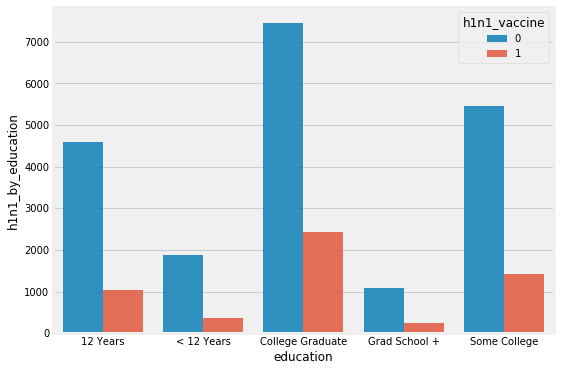 h1n1_vaccine
0
1
7000
6000
5000
4000
3000
2000
1000
0
h1n1_by_education
12 Years
< 12 Years
College Graduate
Grad School +
Some College
education